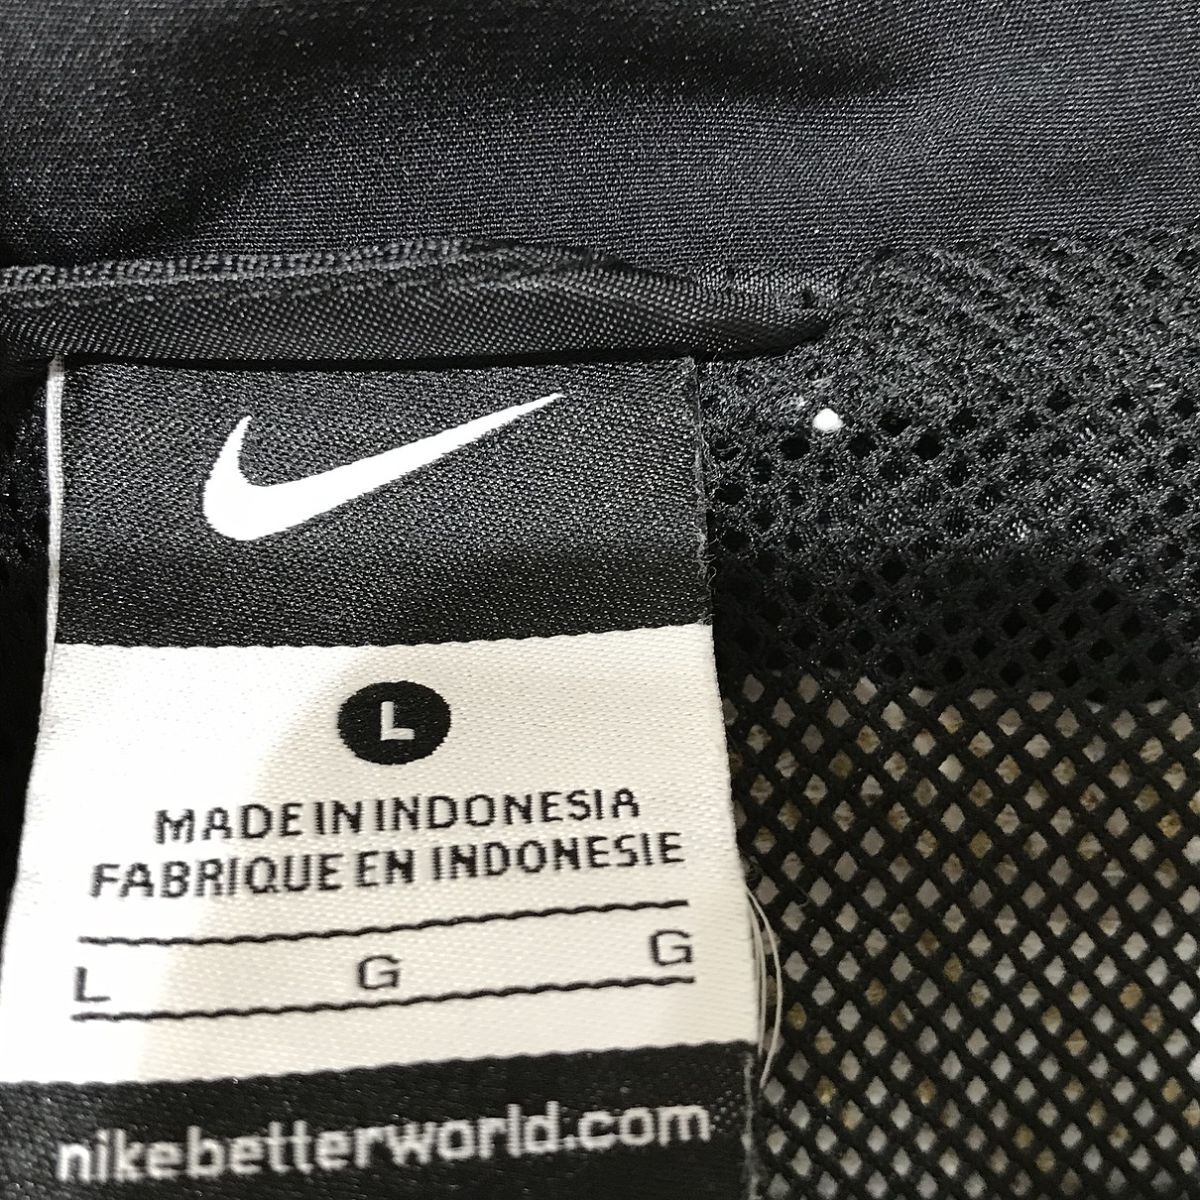 L
MADE IN INDONESIA
FABRIQUE EN INDONESIE
L G G
nikebetterworld.com